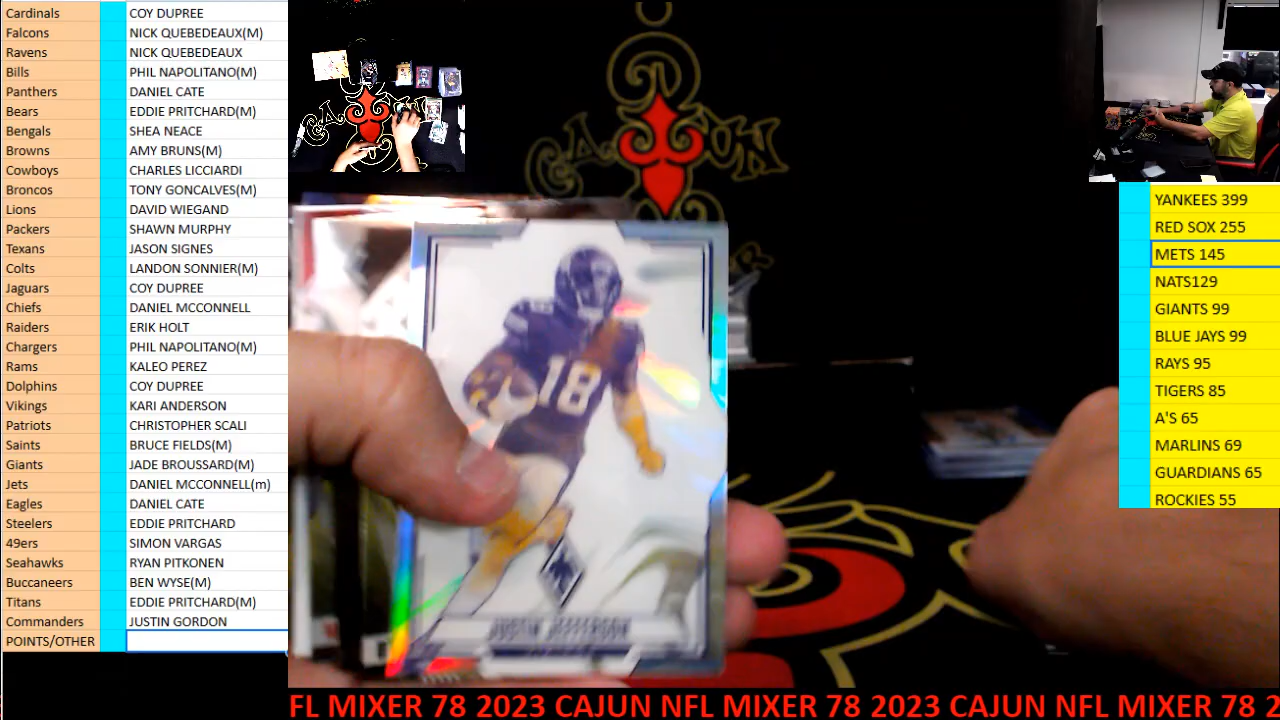 Cardinals COY DUPREE
Falcons NICK QUEBEDEAUX(M)
Ravens NICK QUEBEDEAUX
Bills PHIL NAPOLITANO(M)
Panthers DANIEL CATE
Bears EDDIE PRITCHARD(M)
Bengals SHEA NEACE
Browns AMY BRUNS(M)
Cowboys CHARLES LICCIARDI
Broncos TONY GONCALVES(M)
Lions DAVID WIEGAND
Packers SHAWN MURPHY
Texans JASON SIGNES
Colts LANDON SONNIER(M)
Jaguars COY DUPREE
Chiefs DANIEL MCCONNELL
Raiders ERIK HOLT
Chargers PHIL NAPOLITANO(M)
Rams KALEO PEREZ
Dolphins COY DUPREE
Vikings KARI ANDERSON
Patriots CHRISTOPHER SCALI
Saints BRUCE FIELDS(M)
Giants JADE BROUSSARD(M)
Jets DANIEL MCCONNELL(m)
Eagles DANIEL CATE
Steelers EDDIE PRITCHARD
49ers SIMON VARGAS
Seahawks RYAN PITKONEN
Buccaneers BEN WYSE(M)
Titans EDDIE PRITCHARD(M)
Commanders JUSTIN GORDON
POINTS/OTHER
CAJUN
18
JUSTIN JEFFERSON
YANKEES 399
RED SOX 255
METS 145
NATS129
GIANTS 99
BLUE JAYS 99
RAYS 95
TIGERS 85
A'S 65
MARLINS 69
GUARDIANS 65
ROCKIES 55
FL MIXER 78 2023 CAJUN NFL MIXER 78 2023 CAJUN NFL MIXER 78 2